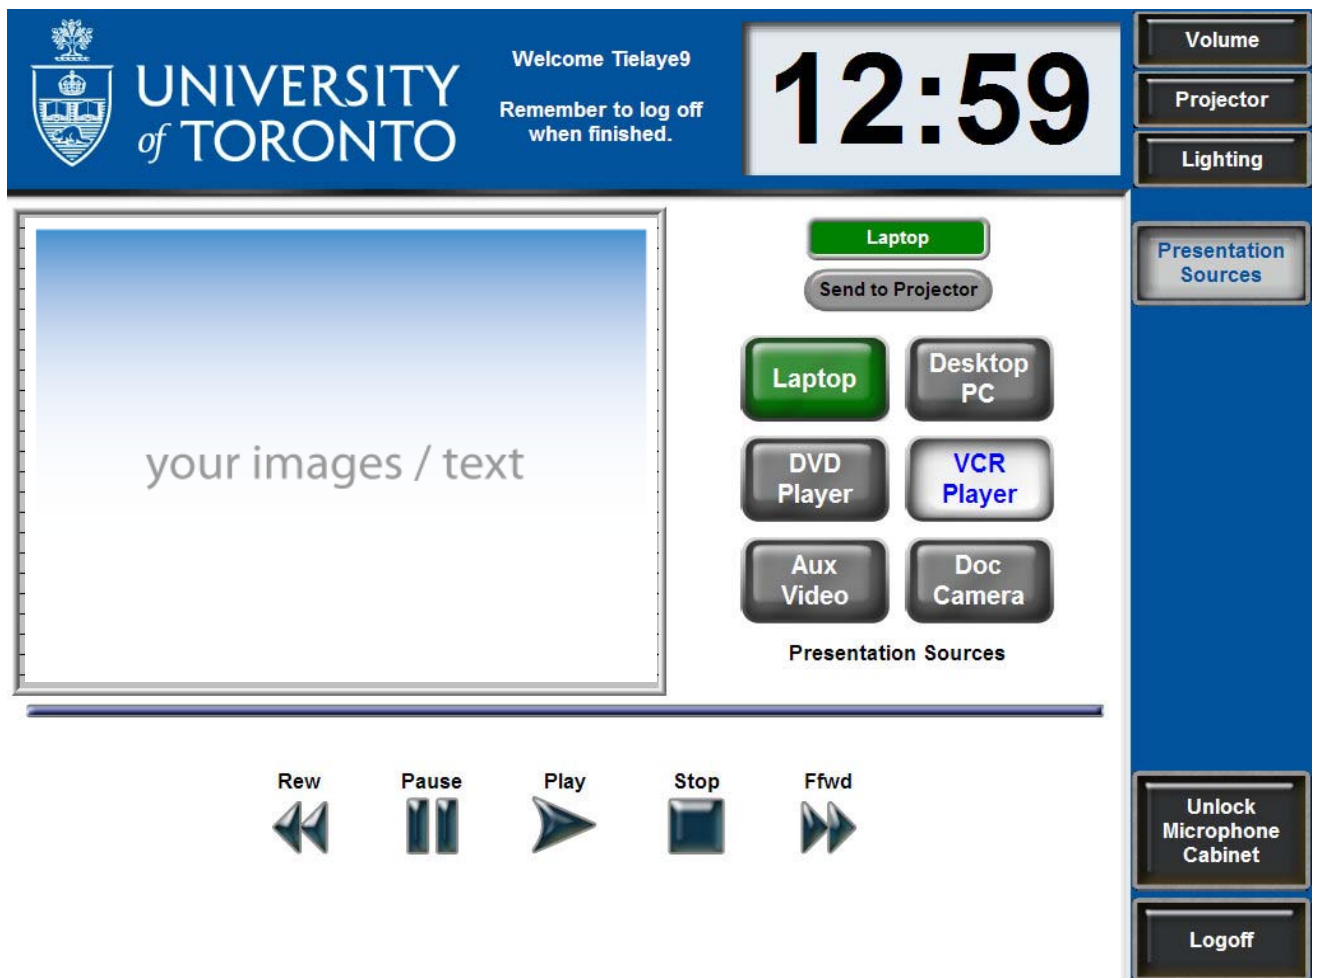 UNIVERSITY
of TORONTO
Welcome Tielaye9
Remember to log off
when finished.
12:59
Volume
Projector
Lighting
Presentation
Sources
your images / text
Laptop
Send to Projector
Laptop
Desktop
PC
DVD
Player
VCR
Player
Aux
Video
Doc
Camera
Presentation Sources
Rew
Pause
Play
Stop
Ffwd
Unlock
Microphone
Cabinet
Logoff